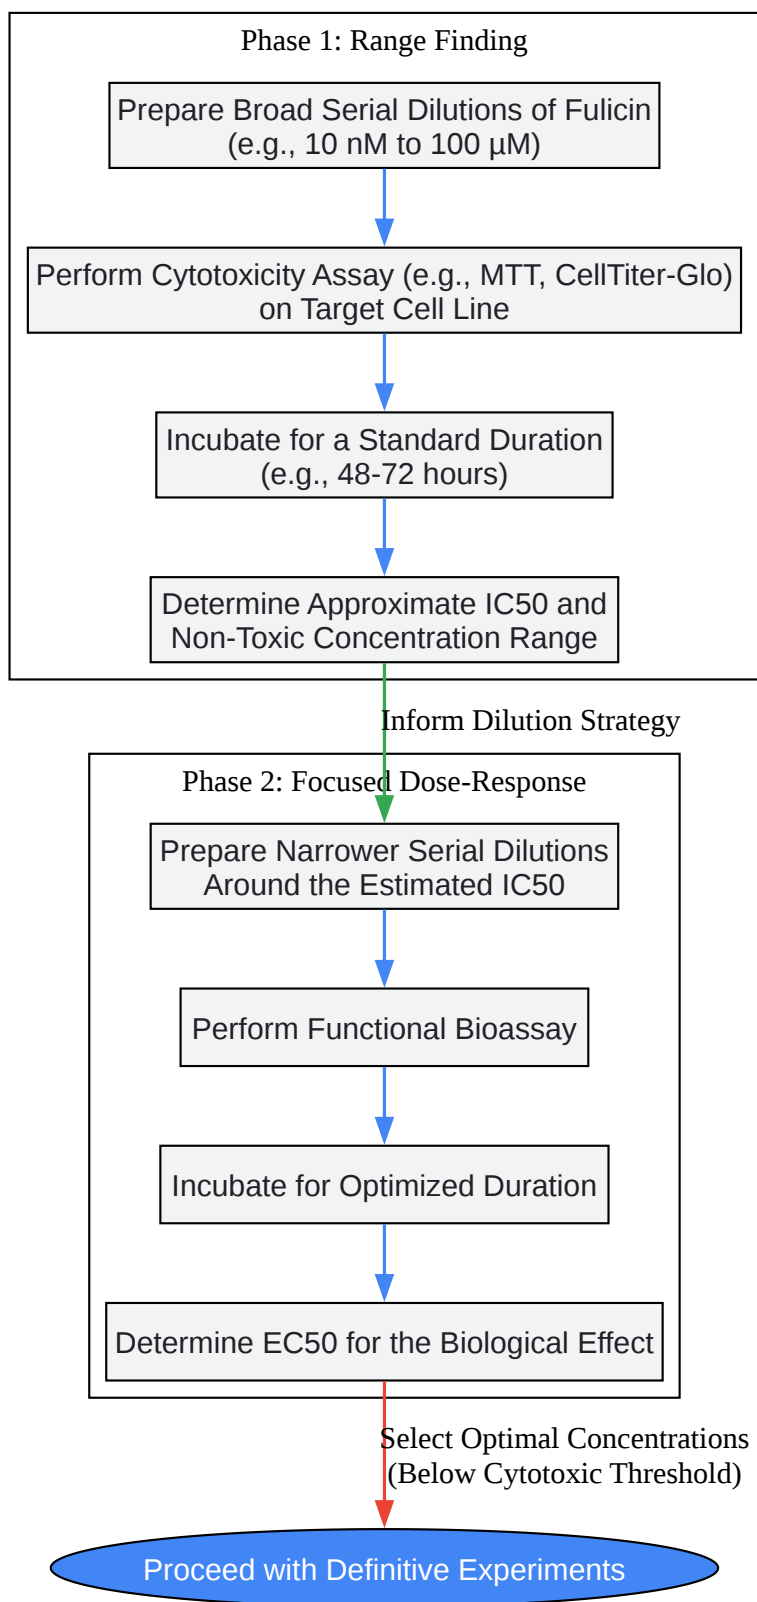 Phase 1: Range Finding
Prepare Broad Serial Dilutions of Fulicin
(e.g., 10 nM to 100 µM)
Perform Cytotoxicity Assay (e.g., MTT, CellTiter-Glo)
on Target Cell Line
Incubate for a Standard Duration
(e.g., 48-72 hours)
Determine Approximate IC50 and
Non-Toxic Concentration Range
Inform Dilution Strategy
Phase 2: Focused Dose-Response
Prepare Narrower Serial Dilutions
Around the Estimated IC50
Perform Functional Bioassay
Incubate for Optimized Duration
Determine EC50 for the Biological Effect
Select Optimal Concentrations
(Below Cytotoxic Threshold)
Proceed with Definitive Experiments